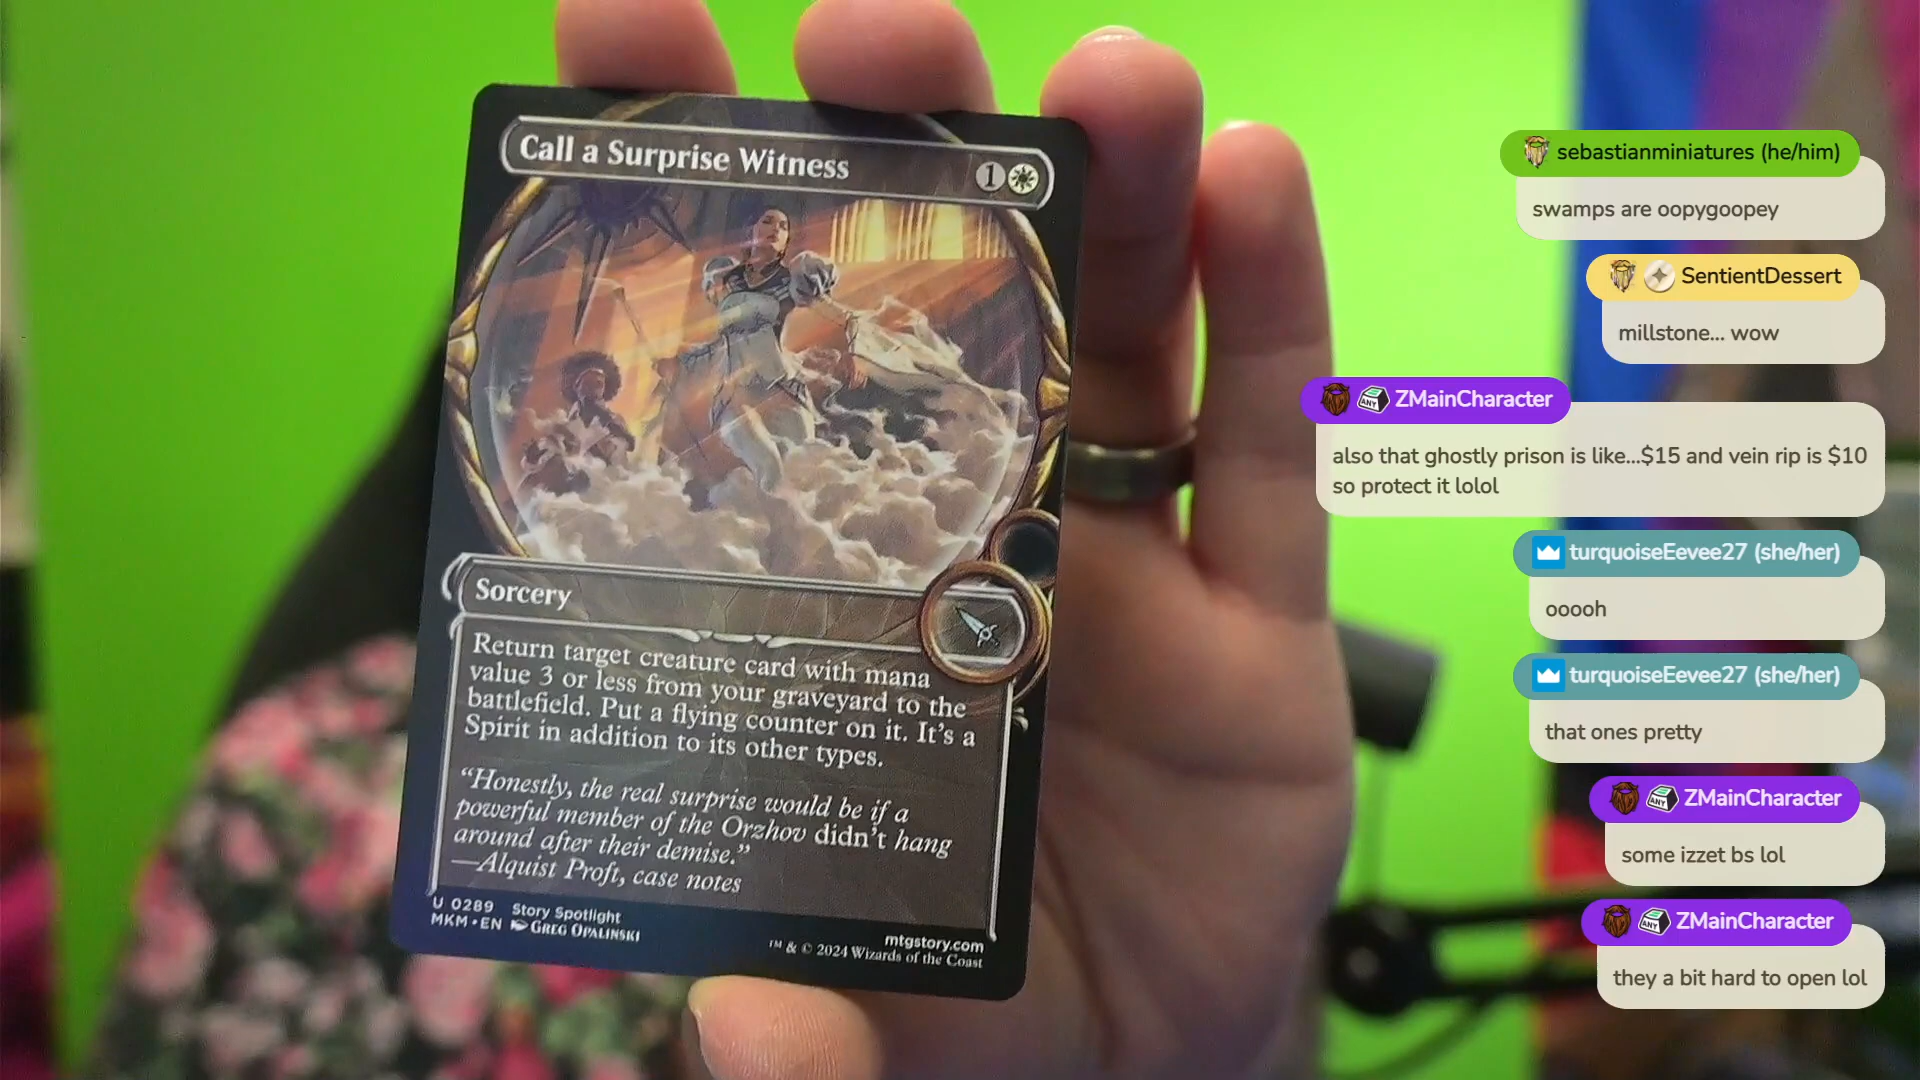 Call a Surprise Witness
1
Sorcery
Return target creature card with mana
value 3 or less from your graveyard to the
battlefield. Put a flying counter on it. It's a
Spirit in addition to its other types.
"Honestly, the real surprise would be if a
powerful member of the Orzhov didn't hang
around after their demise."
—Alquist Proft, case notes
U 0289 Story Spotlight
MKM • EN GREG OPALINSKI
mtgstory.com
™ & © 2024 Wizards of the Coast
sebastianminiatures (he/him)
swamps are oopygoopey
SentientDessert
millstone... wow
ANY ZMainCharacter
also that ghostly prison is like...$15 and vein rip is $10
so protect it lolol
turquoiseEevee27 (she/her)
ooooh
turquoiseEevee27 (she/her)
that ones pretty
ANY ZMainCharacter
some izzet bs lol
ANY ZMainCharacter
they a bit hard to open lol